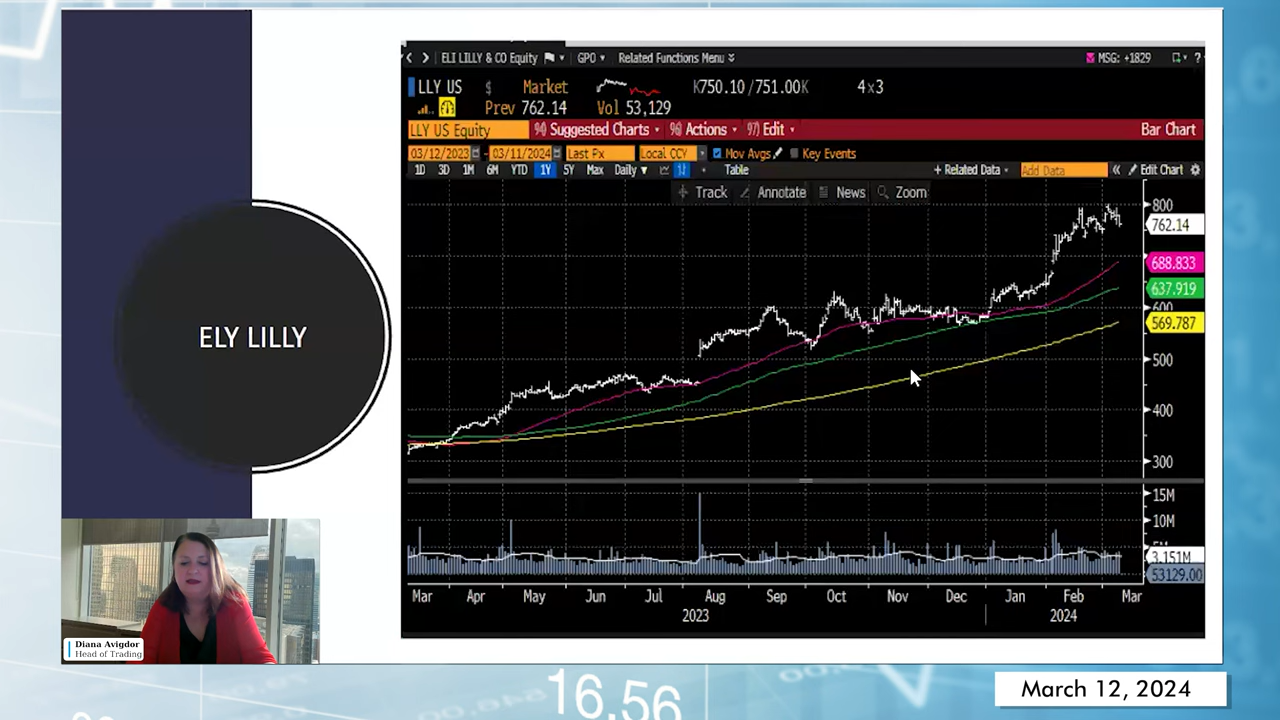 ELI LILLY & CO Equity GPO Related Functions Menu MSG: +1829 ?
LLY US $ Market K750.10 /751.00K 4x3
Prev 762.14 Vol 53,129
LLY US Equity 94) Suggested Charts 96) Actions 97) Edit Bar Chart
03/12/2023 - 03/11/2024 Last Px Local CCY Mov Avgs Key Events
1D 3D 1M 6M YTD 1Y 5Y Max Daily Table + Related Data Add Data Edit Chart
Track Annotate News Zoom
800
762.14
688.833
637.919
600
569.787
500
400
300
15M
10M
5M
3.151M
53129.00
Mar Apr May Jun Jul Aug Sep Oct Nov Dec Jan Feb Mar
2023 2024
ELY LILLY
Diana Avigdor
Head of Trading
16.56
March 12, 2024